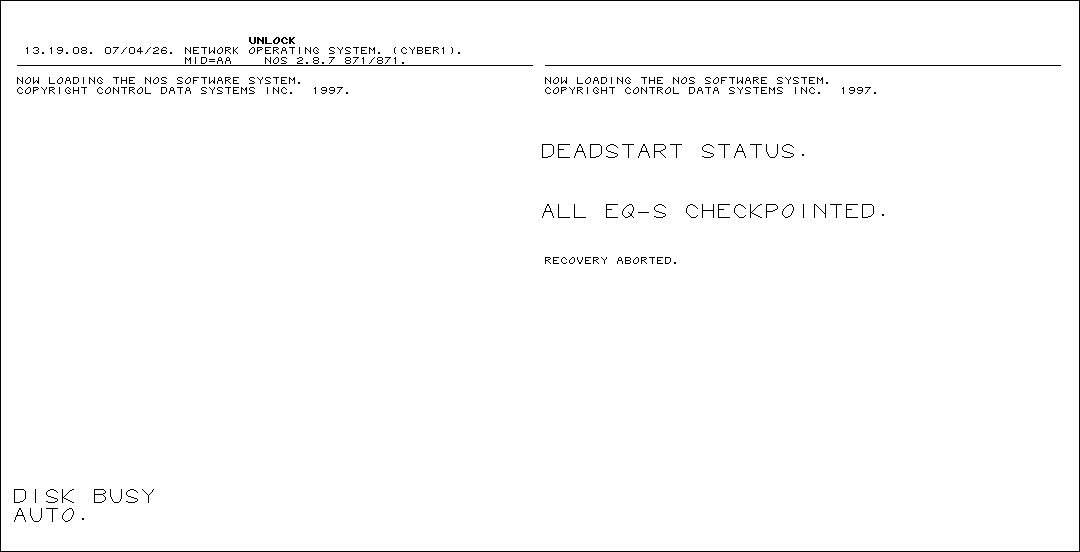 UNLOCK
13.19.08. 07/04/26. NETWORK OPERATING SYSTEM. (CYBER1).
MID=AA    NOS 2.8.7 871/871.
NOW LOADING THE NOS SOFTWARE SYSTEM.
COPYRIGHT CONTROL DATA SYSTEMS INC.  1997.
DISK BUSY
AUTO.
NOW LOADING THE NOS SOFTWARE SYSTEM.
COPYRIGHT CONTROL DATA SYSTEMS INC.  1997.
DEADSTART STATUS.
ALL EQ-S CHECKPOINTED.
RECOVERY ABORTED.